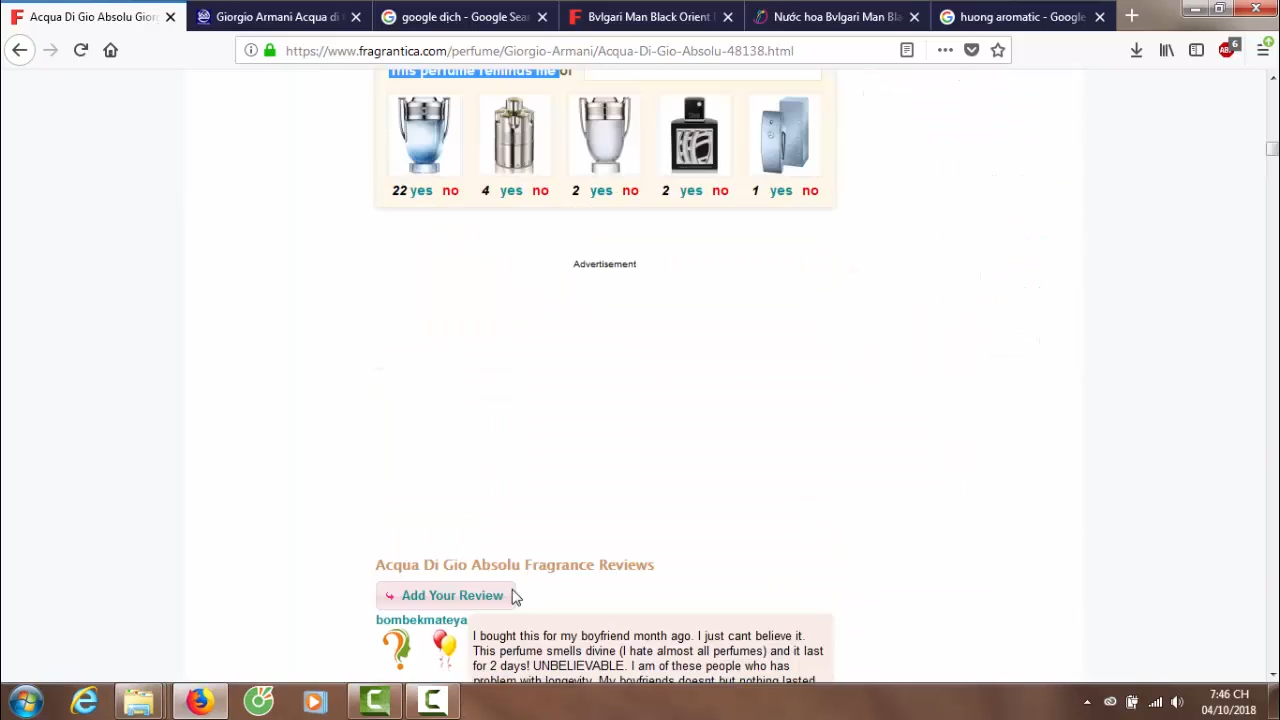 Acqua Di Gio Absolu Giorg
Giorgio Armani Acqua di
google dịch - Google Sear
Bvlgari Man Black Orient
Nước hoa Bvlgari Man Bla
huong aromatic - Google
https://www.fragrantica.com/perfume/Giorgio-Armani/Acqua-Di-Gio-Absolu-48138.html
6
This perfume reminds me of
22 yes no 4 yes no 2 yes no 2 yes no 1 yes no
Advertisement
Acqua Di Gio Absolu Fragrance Reviews
Add Your Review
bombekmateya
I bought this for my boyfriend month ago. I just cant believe it.
This perfume smells divine (I hate almost all perfumes) and it last
for 2 days! UNBELIEVABLE. I am of these people who has
problem with longevity. My boyfriends doesnt but nothing lasted
7:46 CH
04/10/2018